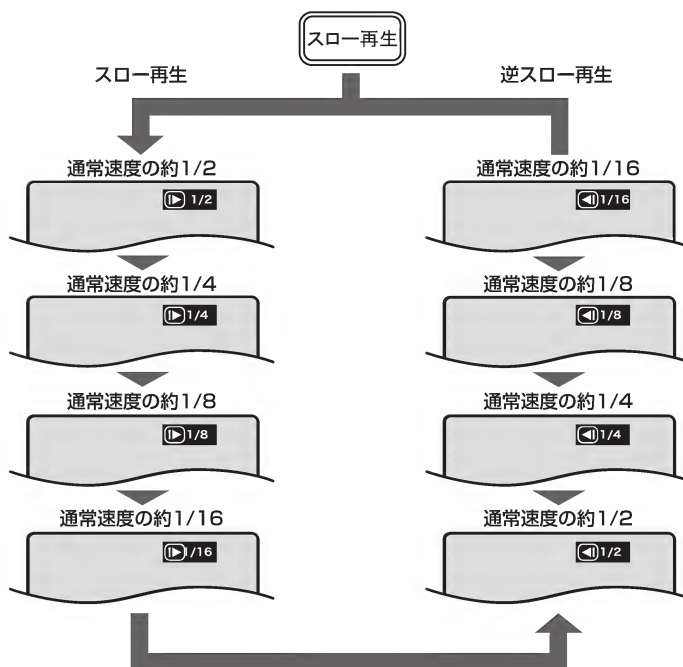 スロー再生
スロー再生
通常速度の約1/2
1/2
通常速度の約1/4
1/4
通常速度の約1/8
1/8
通常速度の約1/16
1/16
逆スロー再生
通常速度の約1/16
1/16
通常速度の約1/8
1/8
通常速度の約1/4
1/4
通常速度の約1/2
1/2